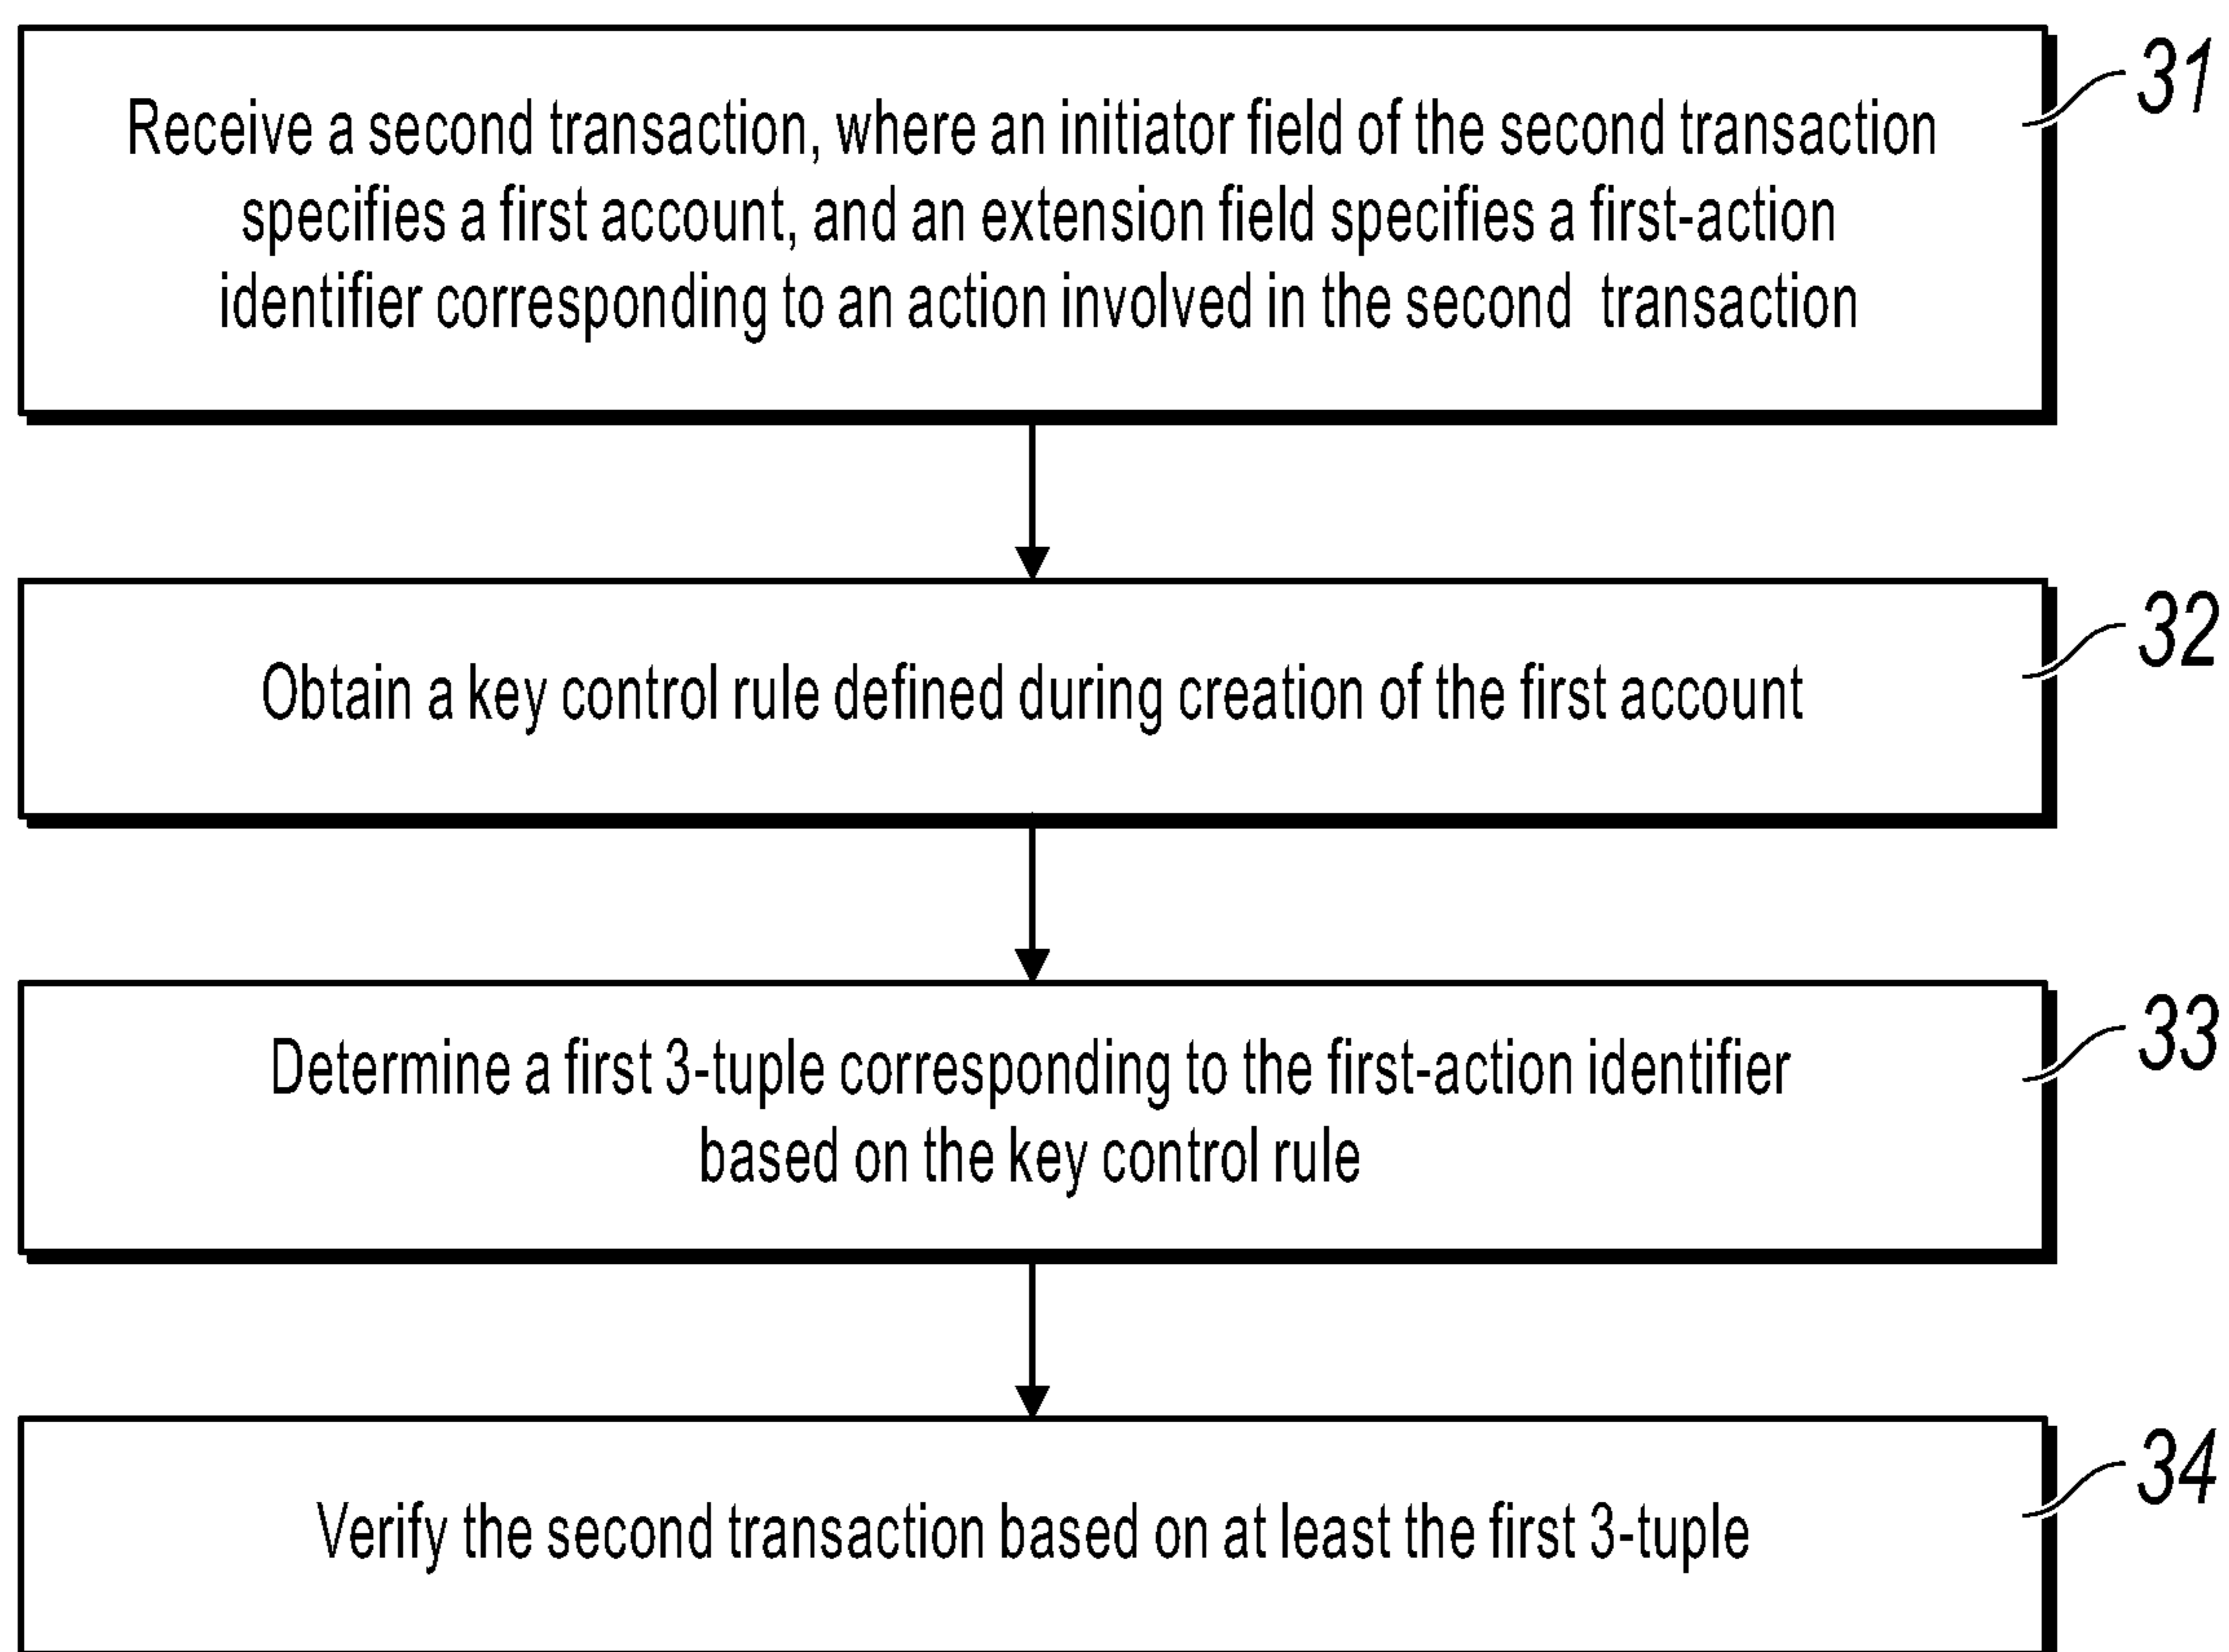 Receive a second transaction, where an initiator field of the second transaction
specifies a first account, and an extension field specifies a first-action
identifier corresponding to an action involved in the second transaction
31
Obtain a key control rule defined during creation of the first account
32
Determine a first 3-tuple corresponding to the first-action identifier
based on the key control rule
33
Verify the second transaction based on at least the first 3-tuple
34